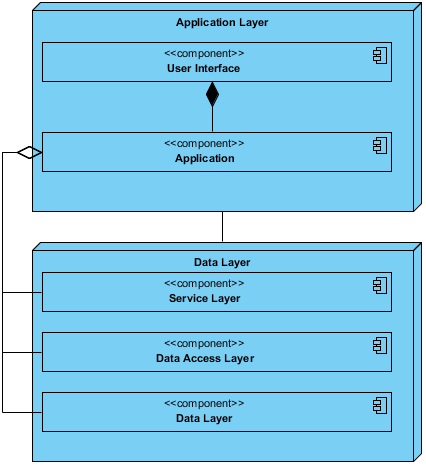 Application Layer
<<component>>
User Interface
<<component>>
Application
Data Layer
<<component>>
Service Layer
<<component>>
Data Access Layer
<<component>>
Data Layer